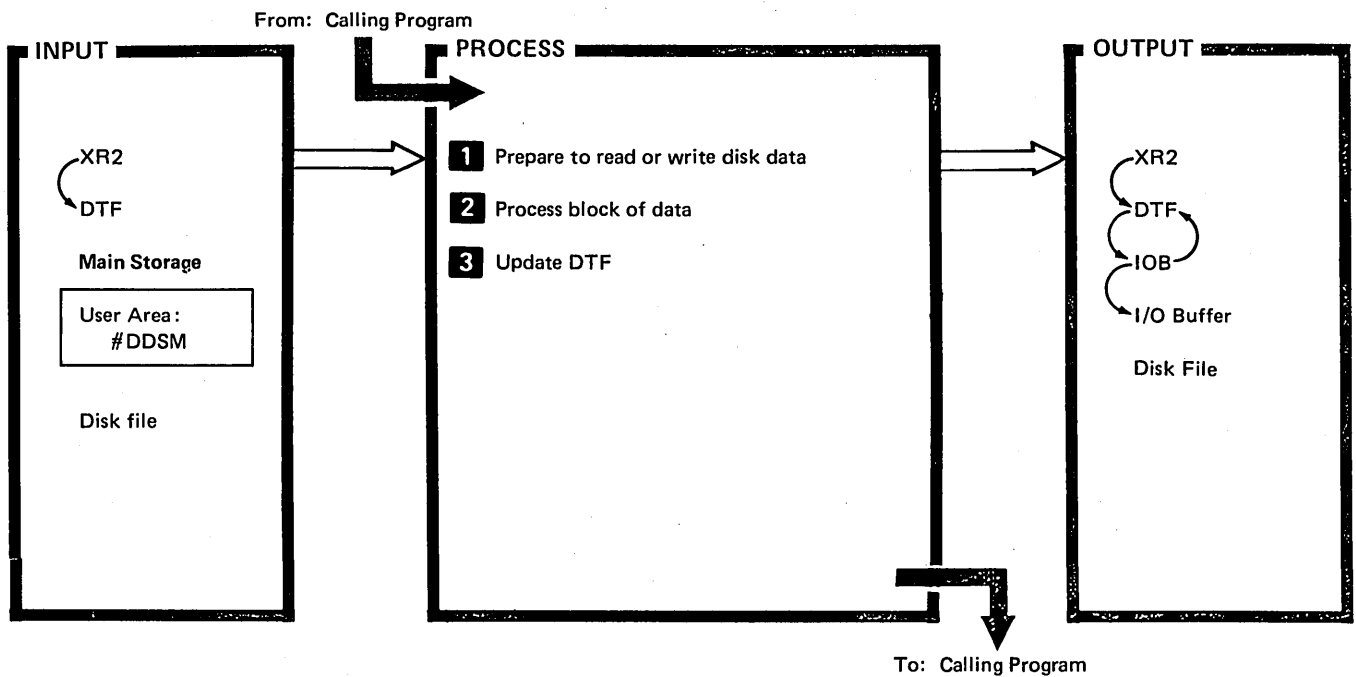 From: Calling Program
INPUT
XR2
DTF
Main Storage
User Area:
#DDSM
Disk file
PROCESS
1 Prepare to read or write disk data
2 Process block of data
3 Update DTF
OUTPUT
XR2
DTF
IOB
I/O Buffer
Disk File
To: Calling Program